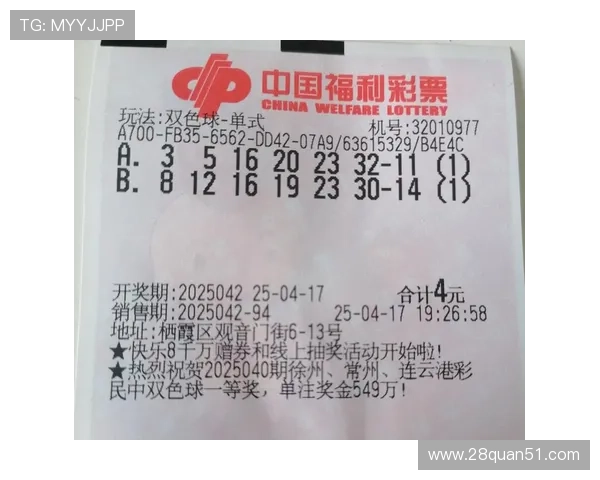 TG: MYYJJPP
中国福利彩票
CHINA WELFARE LOTTERY
玩法:双色球-单式 机号:32010977
A700-FB35-6562-DD42-07A9/63615329/B4E4C
A. 3 5 16 20 23 32-11 (1)
B. 8 12 16 19 23 30-14 (1)
开奖期:2025042 25-04-17 合计4元
销售期:2025042-94 25-04-17 19:26:58
地址:栖霞区观音门街6-13号
★快乐8千万赠券和线上抽奖活动开始啦!
★热烈祝贺2025040期徐州、常州、连云港彩
民中双色球一等奖,单注奖金549万!
www.28quan51.com